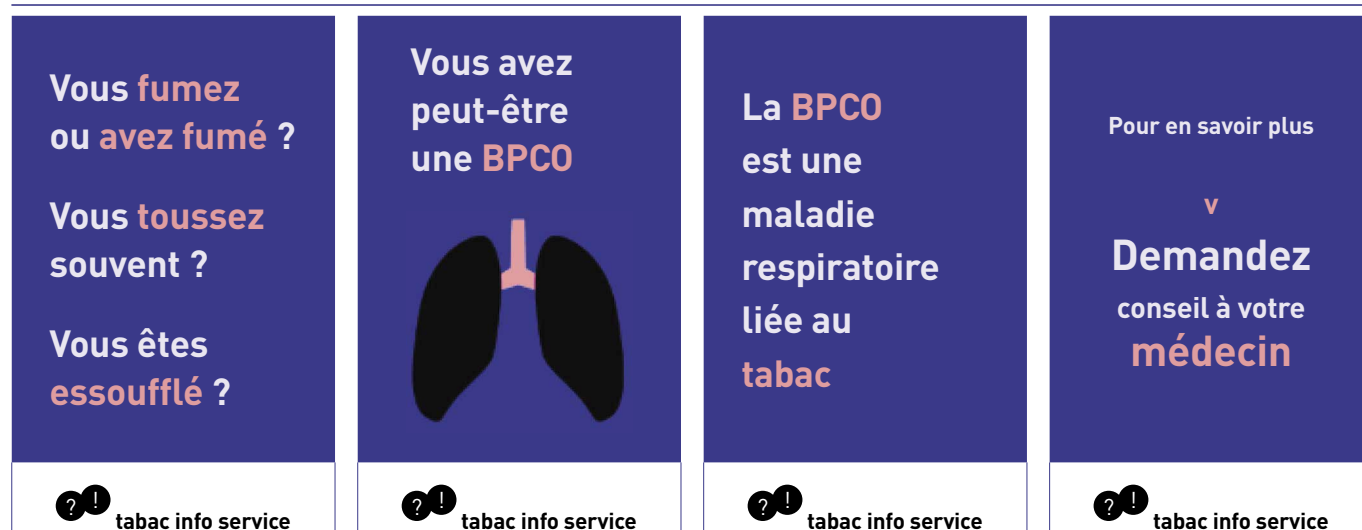 Vous fumez
ou avez fumé ?
Vous toussez
souvent ?
Vous êtes
essoufflé ?
? !
tabac info service
Vous avez
peut-être
une BPCO
? !
tabac info service
La BPCO
est une
maladie
respiratoire
liée au
tabac
? !
tabac info service
Pour en savoir plus
v
Demandez
conseil à votre
médecin
? !
tabac info service